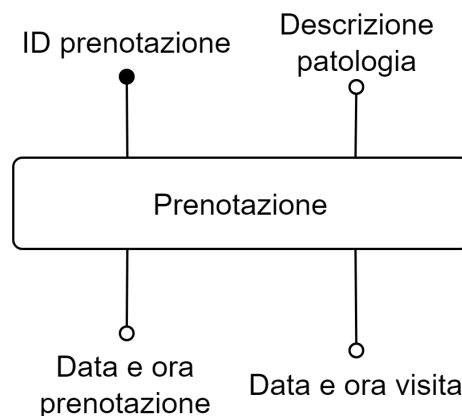 ID prenotazione
Descrizione
patologia
Prenotazione
Data e ora
prenotazione
Data e ora visita